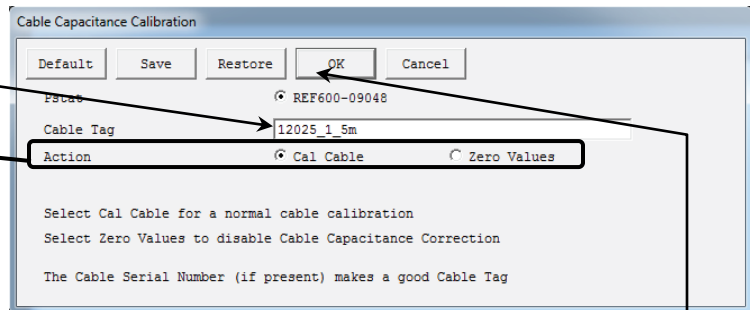 Cable Capacitance Calibration
Default Save Restore OK Cancel
Pstat REF600-09048
Cable Tag 12025_1_5m
Action Cal Cable Zero Values
Select Cal Cable for a normal cable calibration
Select Zero Values to disable Cable Capacitance Correction
The Cable Serial Number (if present) makes a good Cable Tag